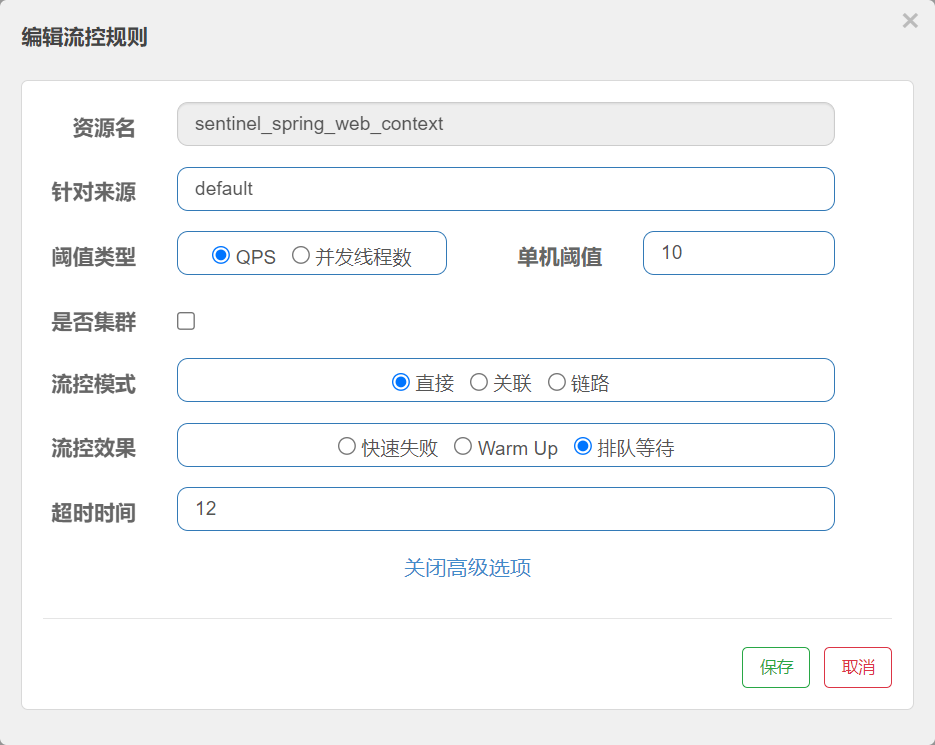 编辑流控规则 ×
资源名 sentinel_spring_web_context
针对来源 default
阈值类型 QPS 并发线程数 单机阈值 10
是否集群
流控模式 直接 关联 链路
流控效果 快速失败 Warm Up 排队等待
超时时间 12
关闭高级选项
保存 取消